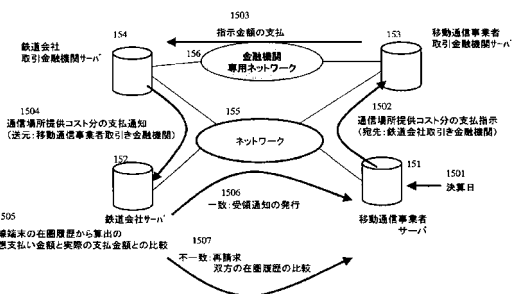 1503
指示金額の支払
154
鉄道会社
取引金融機関サーバ
156
金融機関
専用ネットワーク
153
移動通信事業者
取引金融機関サーバ
1504
通信場所提供コスト分の支払通知
(送元:移動通信事業者取引き金融機関)
155
ネットワーク
1502
通信場所提供コスト分の支払指示
(宛先:鉄道会社取引き金融機関)
152
鉄道会社サーバ
151
1501
決算日
移動通信事業者
サーバ
1506
一致:受領通知の発行
505
線端末の在圏履歴から算出の
想支払い金額と実際の支払金額との比較
1507
不一致:再請求
双方の在圏履歴の比較